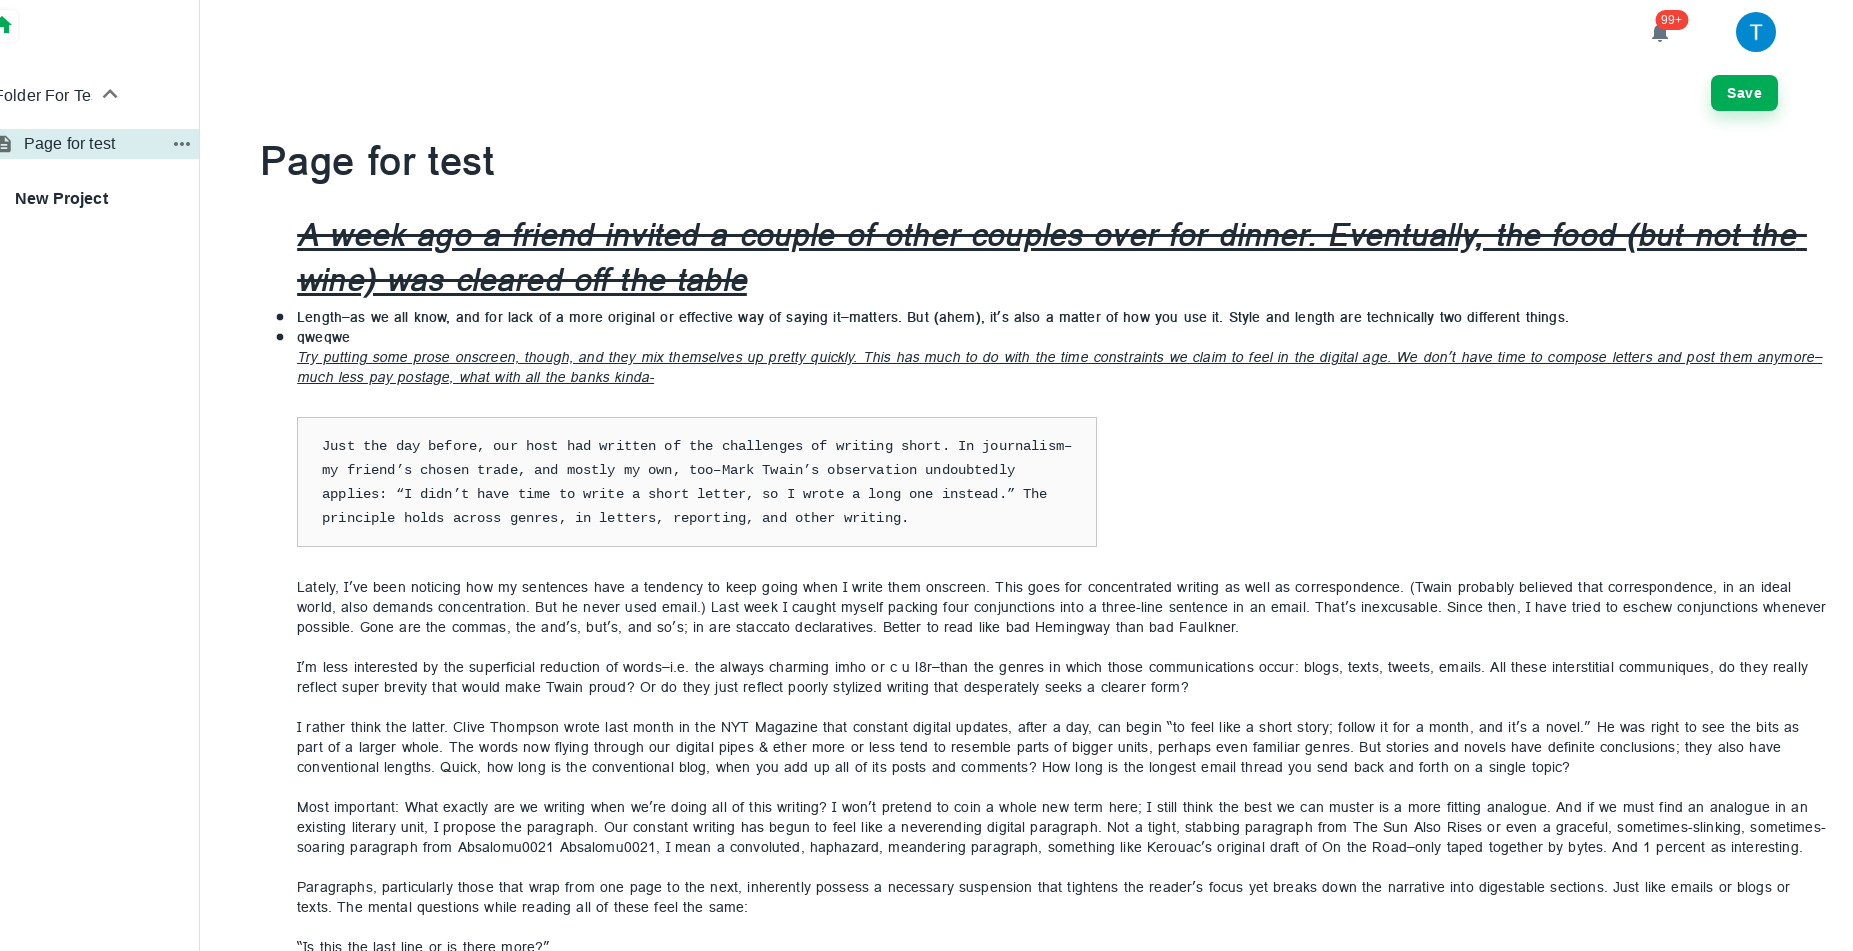 99+
T
Folder For Te
Save
Page for test
New Project
Page for test
A week ago a friend invited a couple of other couples over for dinner. Eventually, the food (but not the
wine) was cleared off the table
Length–as we all know, and for lack of a more original or effective way of saying it–matters. But (ahem), it’s also a matter of how you use it. Style and length are technically two different things.
qweqwe
Try putting some prose onscreen, though, and they mix themselves up pretty quickly. This has much to do with the time constraints we claim to feel in the digital age. We don’t have time to compose letters and post them anymore–
much less pay postage, what with all the banks kinda-
Just the day before, our host had written of the challenges of writing short. In journalism–
my friend’s chosen trade, and mostly my own, too–Mark Twain’s observation undoubtedly
applies: “I didn’t have time to write a short letter, so I wrote a long one instead.” The
principle holds across genres, in letters, reporting, and other writing.
Lately, I’ve been noticing how my sentences have a tendency to keep going when I write them onscreen. This goes for concentrated writing as well as correspondence. (Twain probably believed that correspondence, in an ideal
world, also demands concentration. But he never used email.) Last week I caught myself packing four conjunctions into a three-line sentence in an email. That’s inexcusable. Since then, I have tried to eschew conjunctions whenever
possible. Gone are the commas, the and’s, but’s, and so’s; in are staccato declaratives. Better to read like bad Hemingway than bad Faulkner.
I’m less interested by the superficial reduction of words–i.e. the always charming imho or c u l8r–than the genres in which those communications occur: blogs, texts, tweets, emails. All these interstitial communiques, do they really
reflect super brevity that would make Twain proud? Or do they just reflect poorly stylized writing that desperately seeks a clearer form?
I rather think the latter. Clive Thompson wrote last month in the NYT Magazine that constant digital updates, after a day, can begin “to feel like a short story; follow it for a month, and it’s a novel.” He was right to see the bits as
part of a larger whole. The words now flying through our digital pipes & ether more or less tend to resemble parts of bigger units, perhaps even familiar genres. But stories and novels have definite conclusions; they also have
conventional lengths. Quick, how long is the conventional blog, when you add up all of its posts and comments? How long is the longest email thread you send back and forth on a single topic?
Most important: What exactly are we writing when we’re doing all of this writing? I won’t pretend to coin a whole new term here; I still think the best we can muster is a more fitting analogue. And if we must find an analogue in an
existing literary unit, I propose the paragraph. Our constant writing has begun to feel like a neverending digital paragraph. Not a tight, stabbing paragraph from The Sun Also Rises or even a graceful, sometimes-slinking, sometimes-
soaring paragraph from Absalomu0021 Absalomu0021, I mean a convoluted, haphazard, meandering paragraph, something like Kerouac’s original draft of On the Road–only taped together by bytes. And 1 percent as interesting.
Paragraphs, particularly those that wrap from one page to the next, inherently possess a necessary suspension that tightens the reader’s focus yet breaks down the narrative into digestable sections. Just like emails or blogs or
texts. The mental questions while reading all of these feel the same:
“Is this the last line or is there more?”